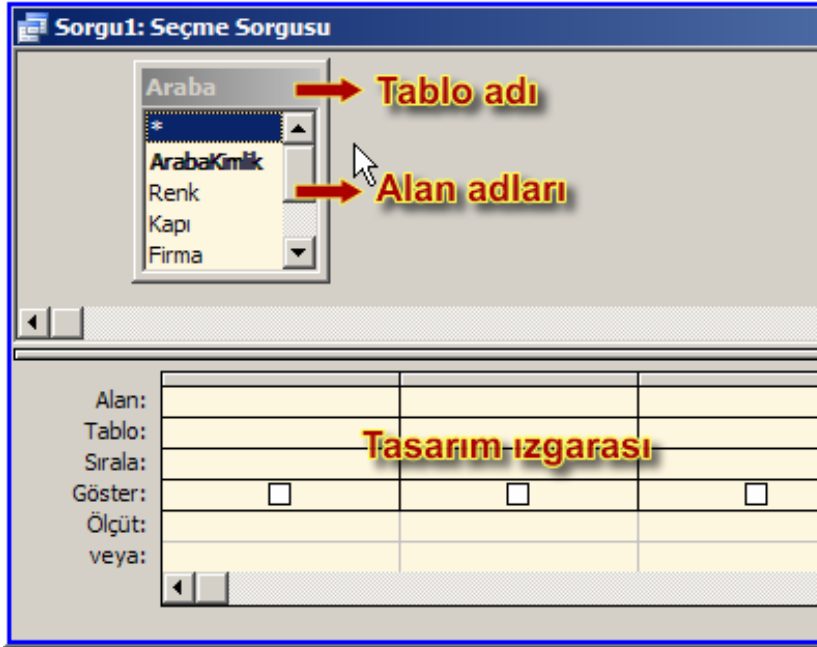 Sorgu1: Seçme Sorgusu
Araba
Tablo adı
*
ArabaKimlik
Renk
Alan adları
Kapı
Firma
Alan:
Tablo:
Tasarım ızgarası
Sırala:
Göster:
Ölçüt:
veya: